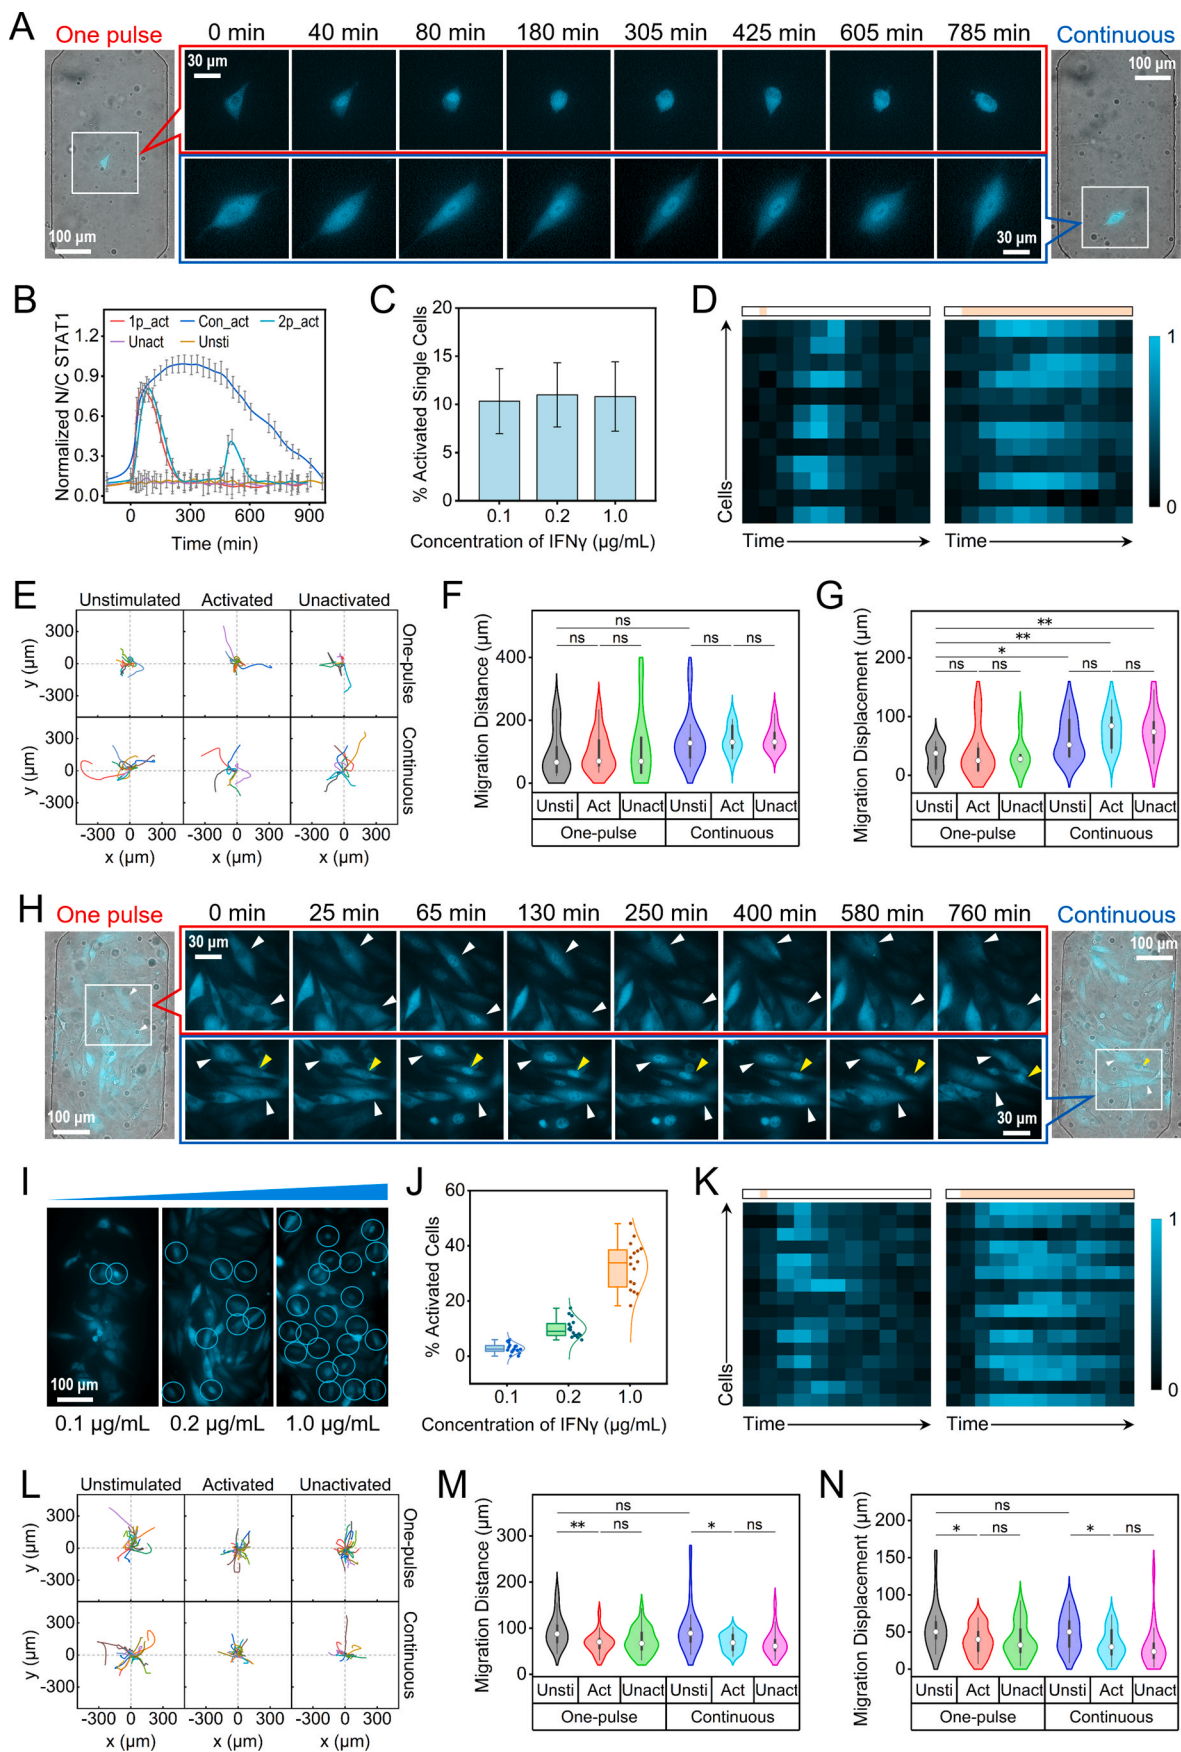 A
One pulse
0 min 40 min 80 min 180 min 305 min 425 min 605 min 785 min
Continuous
30 μm
100 μm
100 μm
30 μm
B
Normalized N/C STAT1
1p_act Con_act 2p_act
Unact Unsti
1.2
0.9
0.6
0.3
0.0
0 300 600 900
Time (min)
C
% Activated Single Cells
20
15
10
5
0
0.1 0.2 1.0
Concentration of IFNγ (μg/mL)
D
Cells
Time
Time
1
0
E
Unstimulated Activated Unactivated
y (μm)
300
0
-300
One-pulse
y (μm)
300
0
-300
Continuous
-300 0 300 -300 0 300 -300 0 300
x (μm) x (μm) x (μm)
F
Migration Distance (μm)
400
200
0
ns
ns ns ns ns
Unsti Act Unact Unsti Act Unact
One-pulse Continuous
G
Migration Displacement (μm)
200
100
0
**
**
*
ns ns ns ns
Unsti Act Unact Unsti Act Unact
One-pulse Continuous
H
One pulse
0 min 25 min 65 min 130 min 250 min 400 min 580 min 760 min
Continuous
30 μm
100 μm
100 μm
30 μm
I
100 μm
0.1 μg/mL 0.2 μg/mL 1.0 μg/mL
J
% Activated Cells
60
40
20
0
0.1 0.2 1.0
Concentration of IFNγ (μg/mL)
K
Cells
Time
Time
1
0
L
Unstimulated Activated Unactivated
y (μm)
300
0
-300
One-pulse
y (μm)
300
0
-300
Continuous
-300 0 300 -300 0 300 -300 0 300
x (μm) x (μm) x (μm)
M
Migration Distance (μm)
300
200
100
0
ns
** ns * ns
Unsti Act Unact Unsti Act Unact
One-pulse Continuous
N
Migration Displacement (μm)
200
150
100
50
0
ns
* ns * ns
Unsti Act Unact Unsti Act Unact
One-pulse Continuous